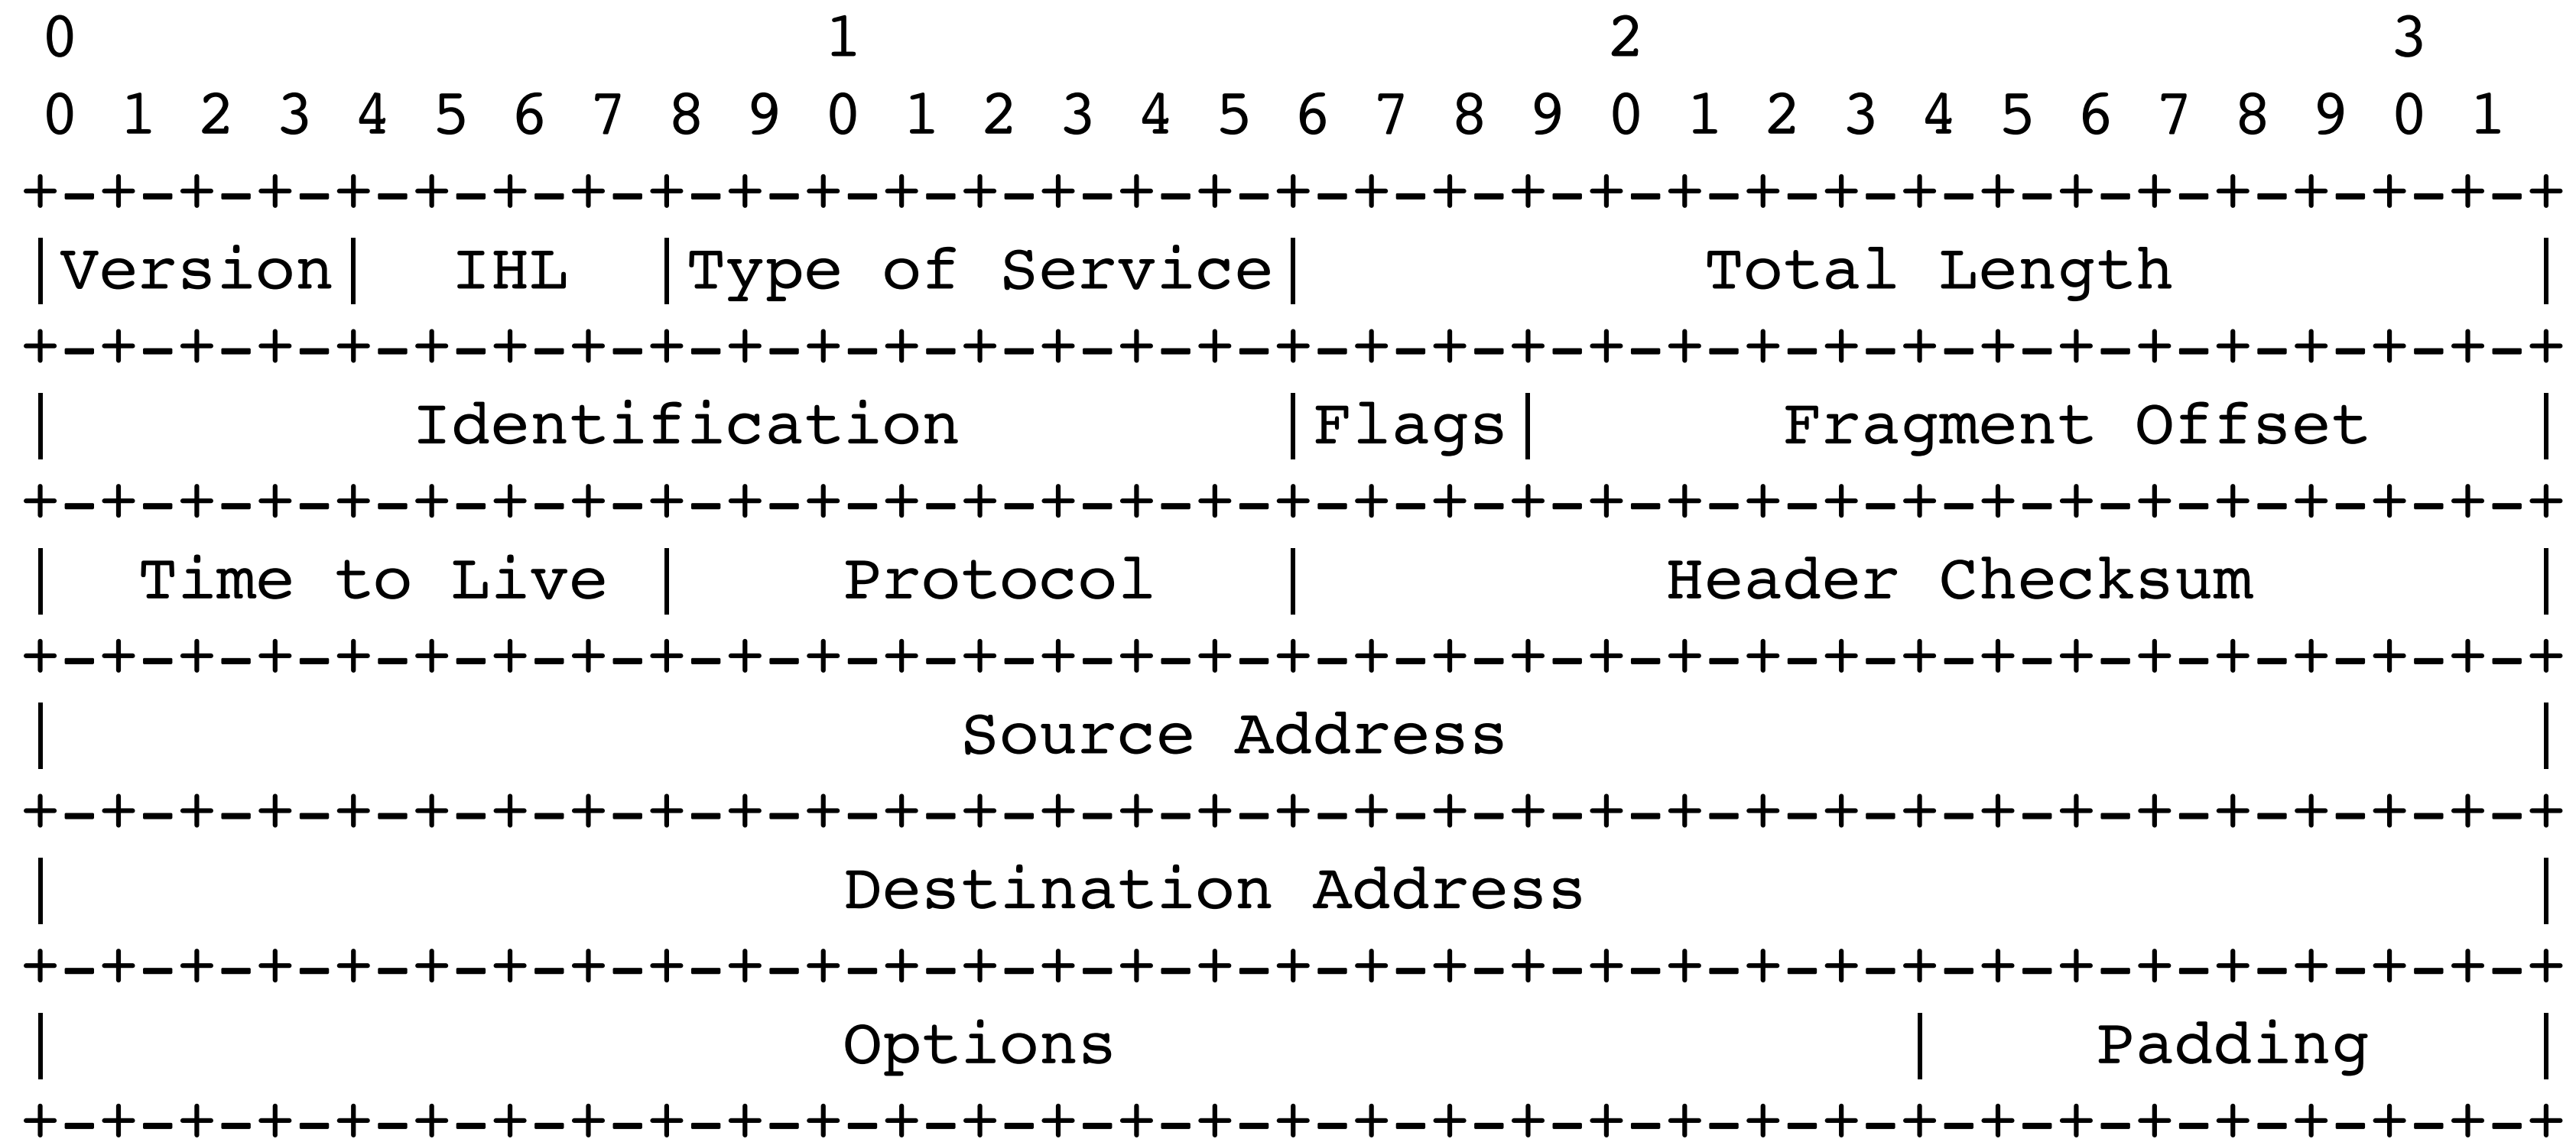 0                   1                   2                   3
0 1 2 3 4 5 6 7 8 9 0 1 2 3 4 5 6 7 8 9 0 1 2 3 4 5 6 7 8 9 0 1
+-+-+-+-+-+-+-+-+-+-+-+-+-+-+-+-+-+-+-+-+-+-+-+-+-+-+-+-+-+-+-+-+
|Version|  IHL  |Type of Service|          Total Length         |
+-+-+-+-+-+-+-+-+-+-+-+-+-+-+-+-+-+-+-+-+-+-+-+-+-+-+-+-+-+-+-+-+
|         Identification        |Flags|      Fragment Offset    |
+-+-+-+-+-+-+-+-+-+-+-+-+-+-+-+-+-+-+-+-+-+-+-+-+-+-+-+-+-+-+-+-+
|  Time to Live |    Protocol   |         Header Checksum       |
+-+-+-+-+-+-+-+-+-+-+-+-+-+-+-+-+-+-+-+-+-+-+-+-+-+-+-+-+-+-+-+-+
|                       Source Address                          |
+-+-+-+-+-+-+-+-+-+-+-+-+-+-+-+-+-+-+-+-+-+-+-+-+-+-+-+-+-+-+-+-+
|                    Destination Address                        |
+-+-+-+-+-+-+-+-+-+-+-+-+-+-+-+-+-+-+-+-+-+-+-+-+-+-+-+-+-+-+-+-+
|                    Options                    |    Padding    |
+-+-+-+-+-+-+-+-+-+-+-+-+-+-+-+-+-+-+-+-+-+-+-+-+-+-+-+-+-+-+-+-+